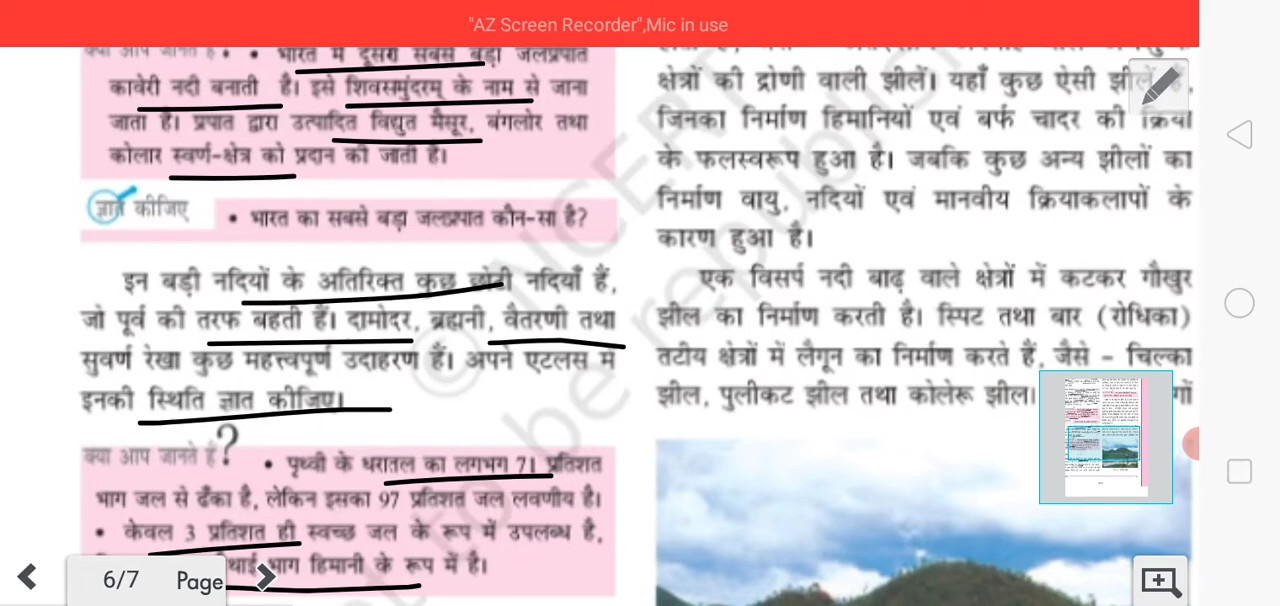 "AZ Screen Recorder",Mic in use
क्या आप जानते हैं? • भारत में दूसरा सबसे बड़ा जलप्रपात
कावेरी नदी बनाती है। इसे शिवसमुंदरम् के नाम से जाना
जाता है। प्रपात द्वारा उत्पादित विद्युत मैसूर, बंगलोर तथा
कोलार स्वर्ण-क्षेत्र को प्रदान की जाती है।
ज्ञात कीजिए
• भारत का सबसे बड़ा जलप्रपात कौन-सा है?
इन बड़ी नदियों के अतिरिक्त कुछ छोटी नदियाँ हैं,
जो पूर्व की तरफ बहती हैं। दामोदर, ब्रह्मनी, वैतरणी तथा
सुवर्ण रेखा कुछ महत्त्वपूर्ण उदाहरण हैं। अपने एटलस में
इनकी स्थिति ज्ञात कीजिए।
क्या आप जानते हैं?
• पृथ्वी के धरातल का लगभग 71 प्रतिशत
भाग जल से ढँका है, लेकिन इसका 97 प्रतिशत जल लवणीय है।
• केवल 3 प्रतिशत ही स्वच्छ जल के रूप में उपलब्ध है,
भाग हिमानी के रूप में है।
6/7 Page
क्षेत्रों की द्रोणी वाली झीलें। यहाँ कुछ ऐसी झीलें
जिनका निर्माण हिमानियों एवं बर्फ चादर की क्रिया
के फलस्वरूप हुआ है। जबकि कुछ अन्य झीलों का
निर्माण वायु, नदियों एवं मानवीय क्रियाकलापों के
कारण हुआ है।
एक विसर्प नदी बाढ़ वाले क्षेत्रों में कटकर गौखुर
झील का निर्माण करती है। स्पिट तथा बार (रोधिका)
तटीय क्षेत्रों में लैगून का निर्माण करते हैं, जैसे – चिल्का
झील, पुलीकट झील तथा कोलेरू झील।